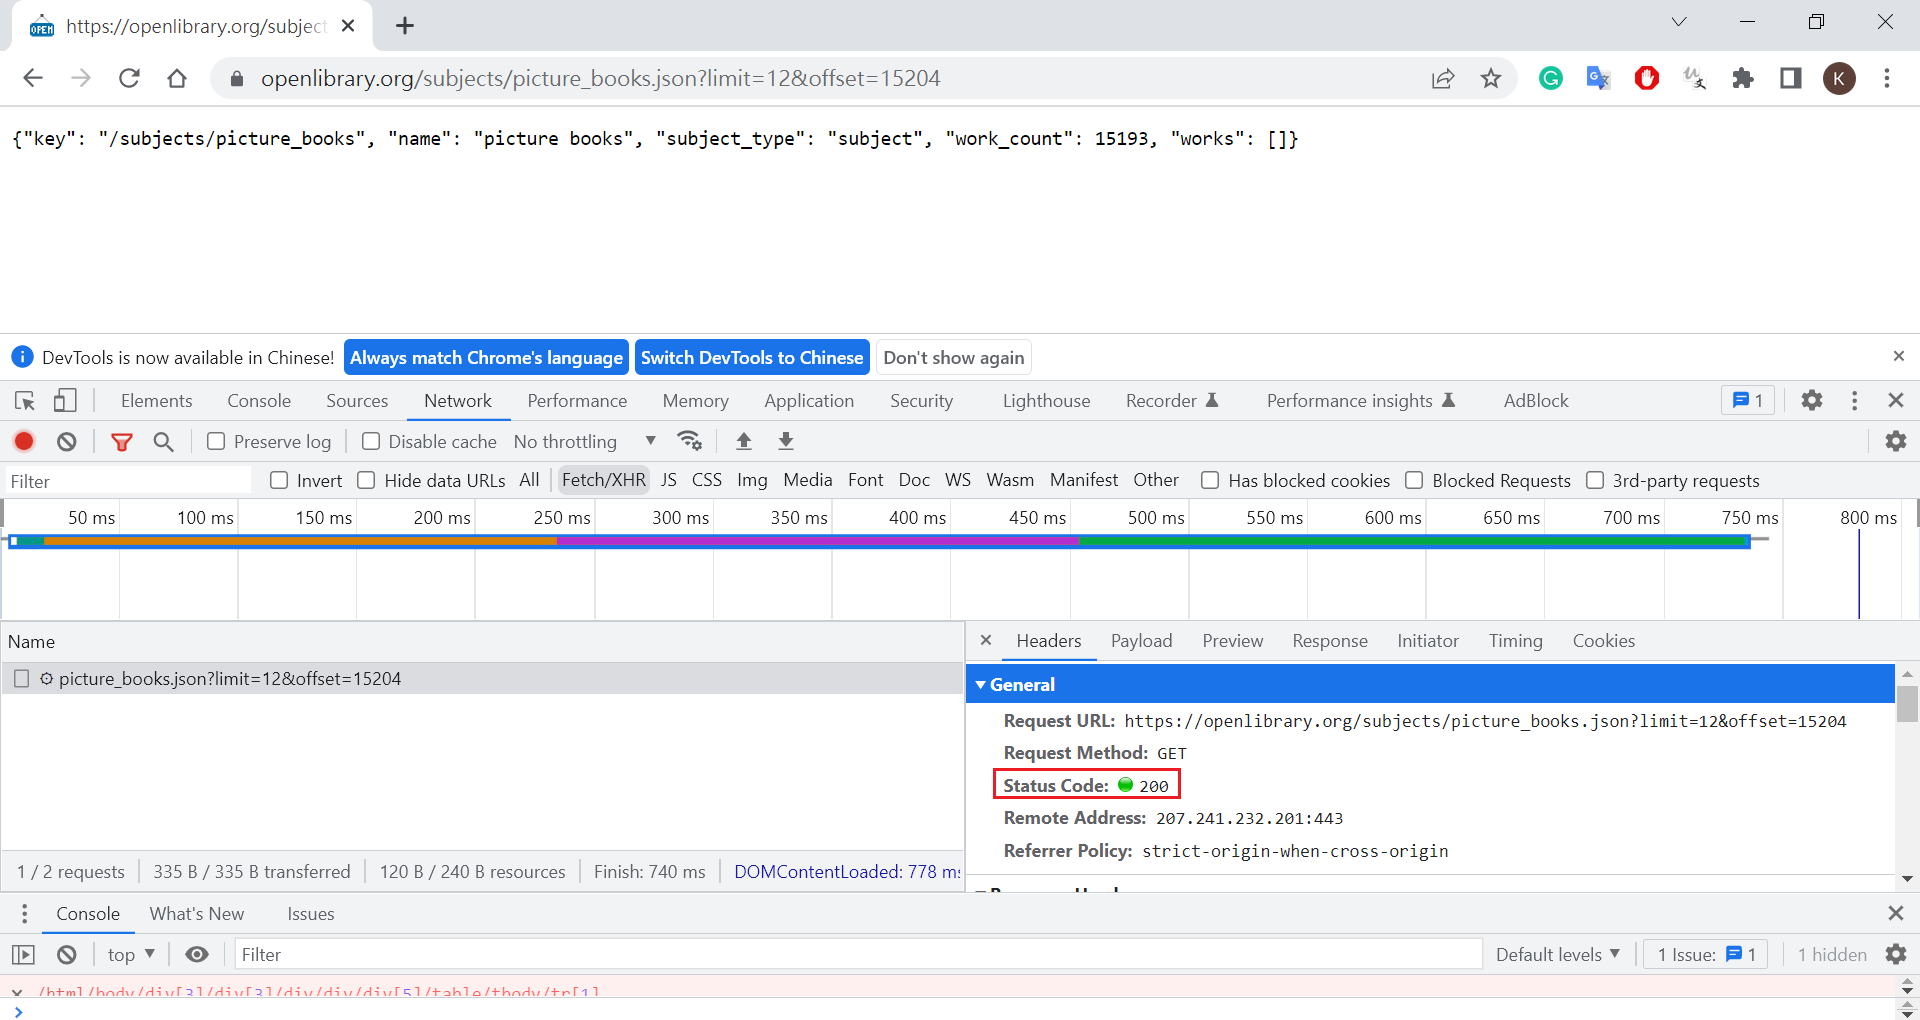 https://openlibrary.org/subject
openlibrary.org/subjects/picture_books.json?limit=12&offset=15204
K
{"key": "/subjects/picture_books", "name": "picture books", "subject_type": "subject", "work_count": 15193, "works": []}
DevTools is now available in Chinese! Always match Chrome's language Switch DevTools to Chinese Don't show again
Elements Console Sources Network Performance Memory Application Security Lighthouse Recorder Performance insights AdBlock 1
Preserve log Disable cache No throttling
Filter Invert Hide data URLs All Fetch/XHR JS CSS Img Media Font Doc WS Wasm Manifest Other Has blocked cookies Blocked Requests 3rd-party requests
50 ms 100 ms 150 ms 200 ms 250 ms 300 ms 350 ms 400 ms 450 ms 500 ms 550 ms 600 ms 650 ms 700 ms 750 ms 800 ms
Name
picture_books.json?limit=12&offset=15204
1 / 2 requests 335 B / 335 B transferred 120 B / 240 B resources Finish: 740 ms DOMContentLoaded: 778 ms
Headers Payload Preview Response Initiator Timing Cookies
General
Request URL: https://openlibrary.org/subjects/picture_books.json?limit=12&offset=15204
Request Method: GET
Status Code: 200
Remote Address: 207.241.232.201:443
Referrer Policy: strict-origin-when-cross-origin
Console What's New Issues
top Filter Default levels 1 Issue: 1 1 hidden
/html/body/div[3]/div[3]/div/div/div[5]/table/tbody/tr[1]